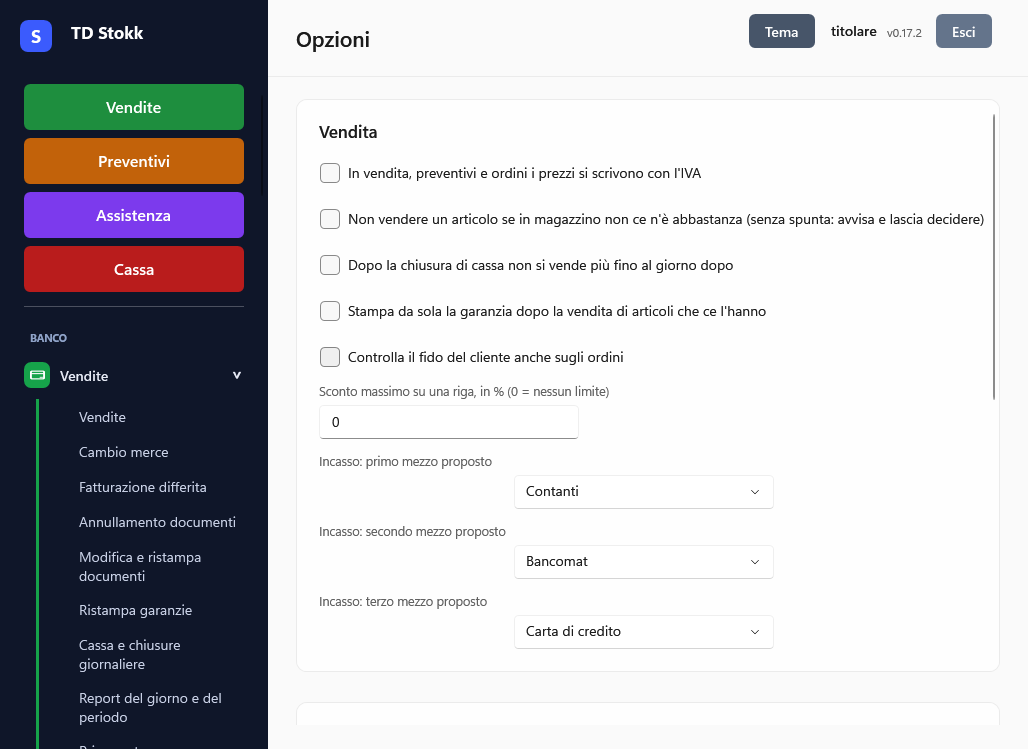 S
TD Stokk
Vendite
Preventivi
Assistenza
Cassa
BANCO
Vendite
Vendite
Cambio merce
Fatturazione differita
Annullamento documenti
Modifica e ristampa
documenti
Ristampa garanzie
Cassa e chiusure
giornaliere
Report del giorno e del
periodo
Opzioni
Tema
titolare
v0.17.2
Esci
Vendita
In vendita, preventivi e ordini i prezzi si scrivono con l'IVA
Non vendere un articolo se in magazzino non ce n'è abbastanza (senza spunta: avvisa e lascia decidere)
Dopo la chiusura di cassa non si vende più fino al giorno dopo
Stampa da sola la garanzia dopo la vendita di articoli che ce l'hanno
Controlla il fido del cliente anche sugli ordini
Sconto massimo su una riga, in % (0 = nessun limite)
0
Incasso: primo mezzo proposto
Contanti
Incasso: secondo mezzo proposto
Bancomat
Incasso: terzo mezzo proposto
Carta di credito